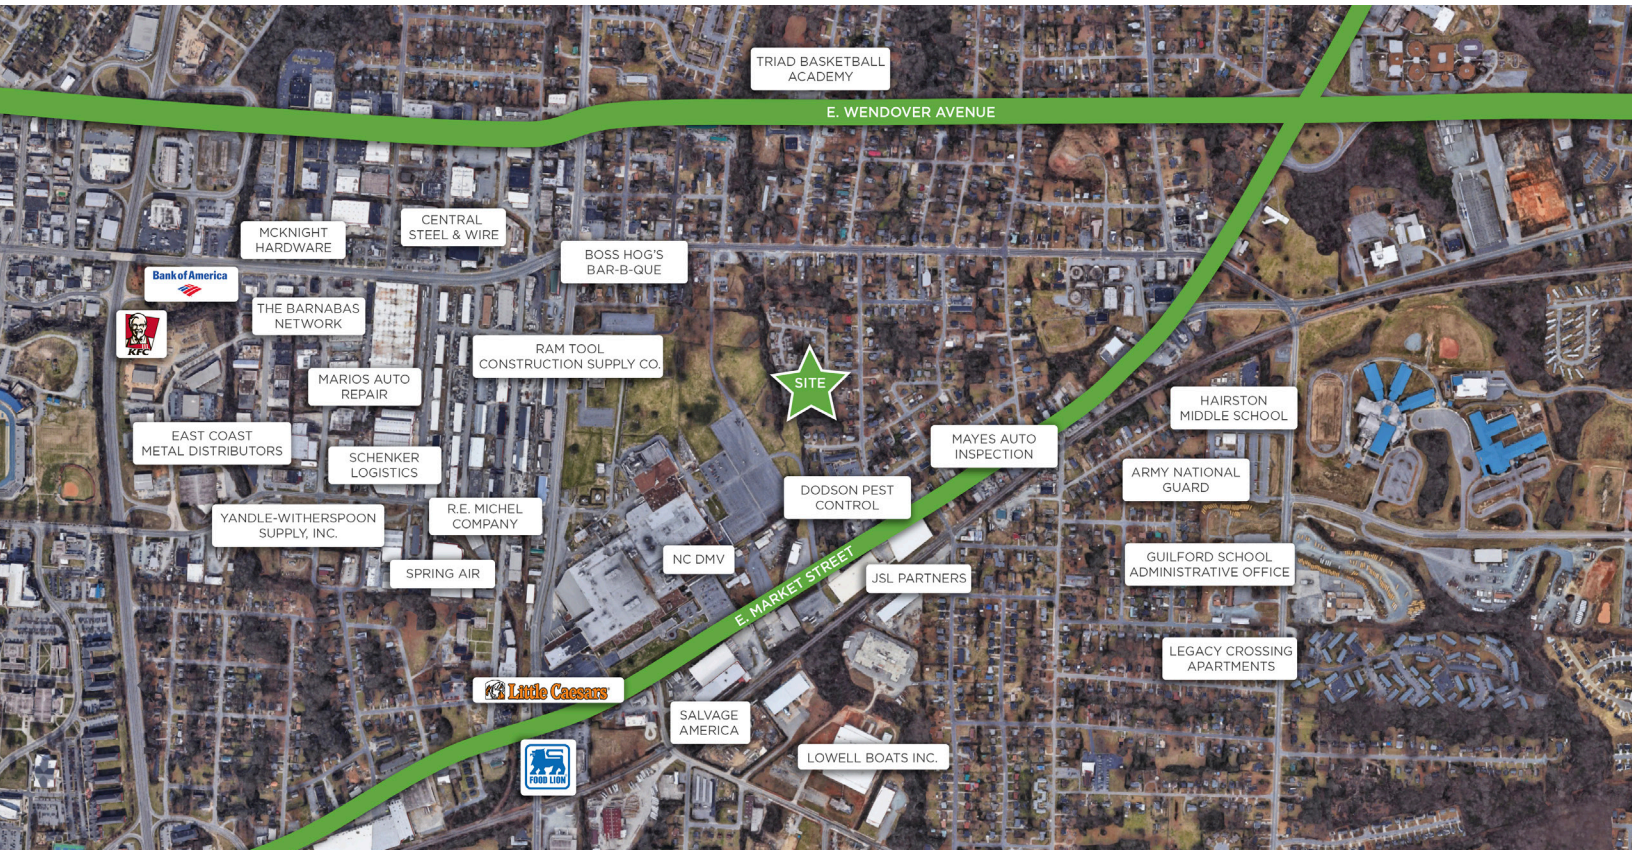 TRIAD BASKETBALL
ACADEMY
E. WENDOVER AVENUE
CENTRAL
STEEL & WIRE
MCKNIGHT
HARDWARE
BOSS HOG'S
BAR-B-QUE
Bank of America
THE BARNABAS
NETWORK
KFC
RAM TOOL
CONSTRUCTION SUPPLY CO.
MARIOS AUTO
REPAIR
SITE
HAIRSTON
MIDDLE SCHOOL
EAST COAST
METAL DISTRIBUTORS
MAYES AUTO
INSPECTION
SCHENKER
LOGISTICS
ARMY NATIONAL
GUARD
DODSON PEST
CONTROL
R.E. MICHEL
COMPANY
YANDLE-WITHERSPOON
SUPPLY, INC.
NC DMV
E. MARKET STREET
GUILFORD SCHOOL
ADMINISTRATIVE OFFICE
SPRING AIR
JSL PARTNERS
LEGACY CROSSING
APARTMENTS
Little Caesars
SALVAGE
AMERICA
LOWELL BOATS INC.
FOOD LION